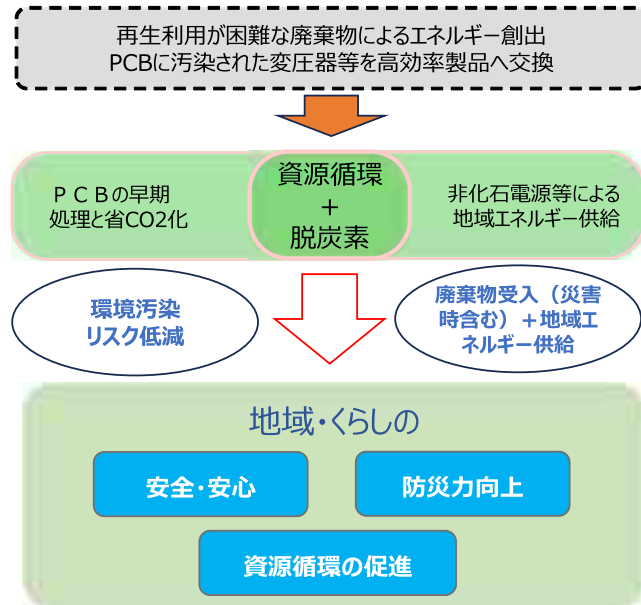 再生利用が困難な廃棄物によるエネルギー創出
PCBに汚染された変圧器等を高効率製品へ交換
ＰＣＢの早期
処理と省CO2化
資源循環
+
脱炭素
非化石電源等による
地域エネルギー供給
環境汚染
リスク低減
廃棄物受入（災害
時含む）＋地域エ
ネルギー供給
地域・くらしの
安全・安心
防災力向上
資源循環の促進